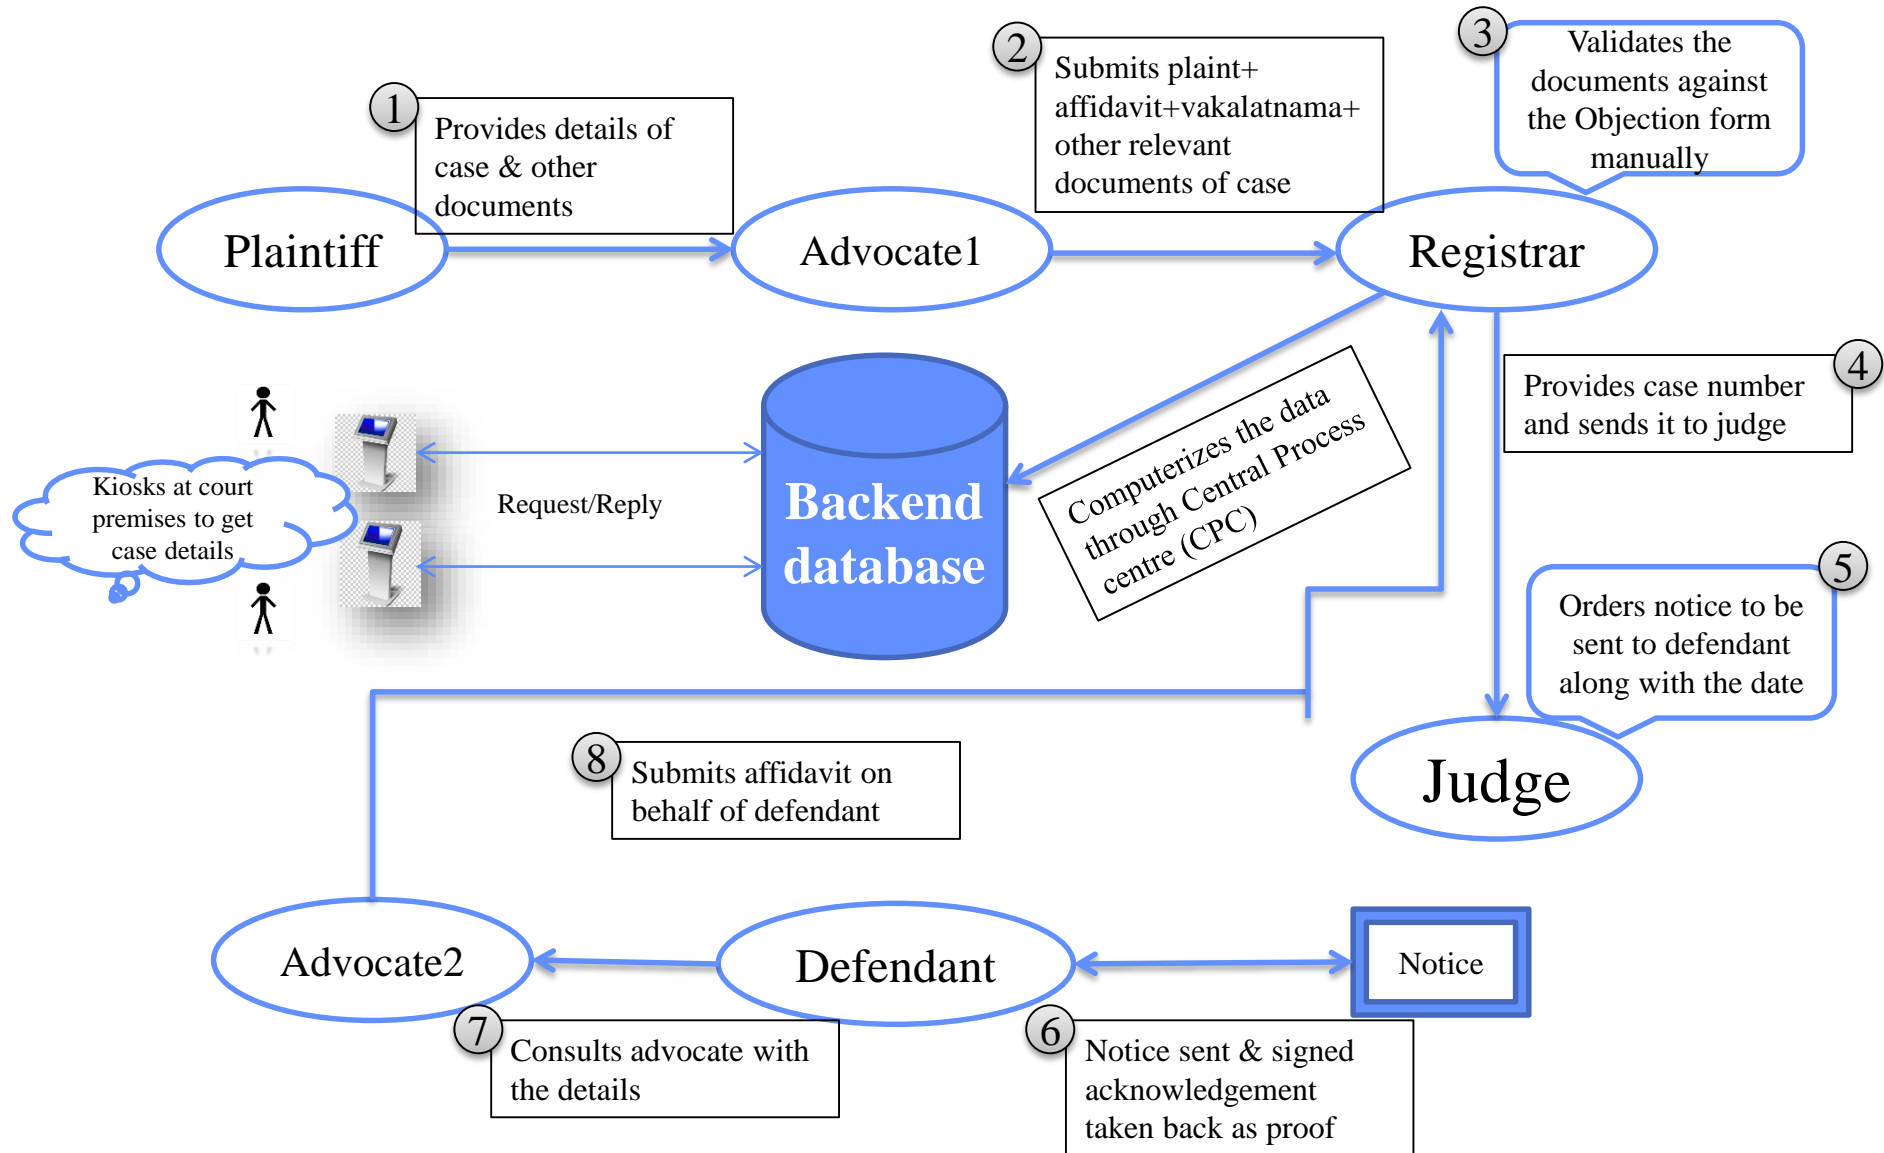 1
Provides details of
case & other
documents
2
Submits plaint+
affidavit+vakalatnama+
other relevant
documents of case
3
Validates the
documents against
the Objection form
manually
Plaintiff
Advocate1
Registrar
4
Provides case number
and sends it to judge
Computerizes the data
through Central Process
centre (CPC)
Kiosks at court
premises to get
case details
Request/Reply
Backend
database
5
Orders notice to be
sent to defendant
along with the date
8
Submits affidavit on
behalf of defendant
Judge
Advocate2
Defendant
Notice
7
Consults advocate with
the details
6
Notice sent & signed
acknowledgement
taken back as proof